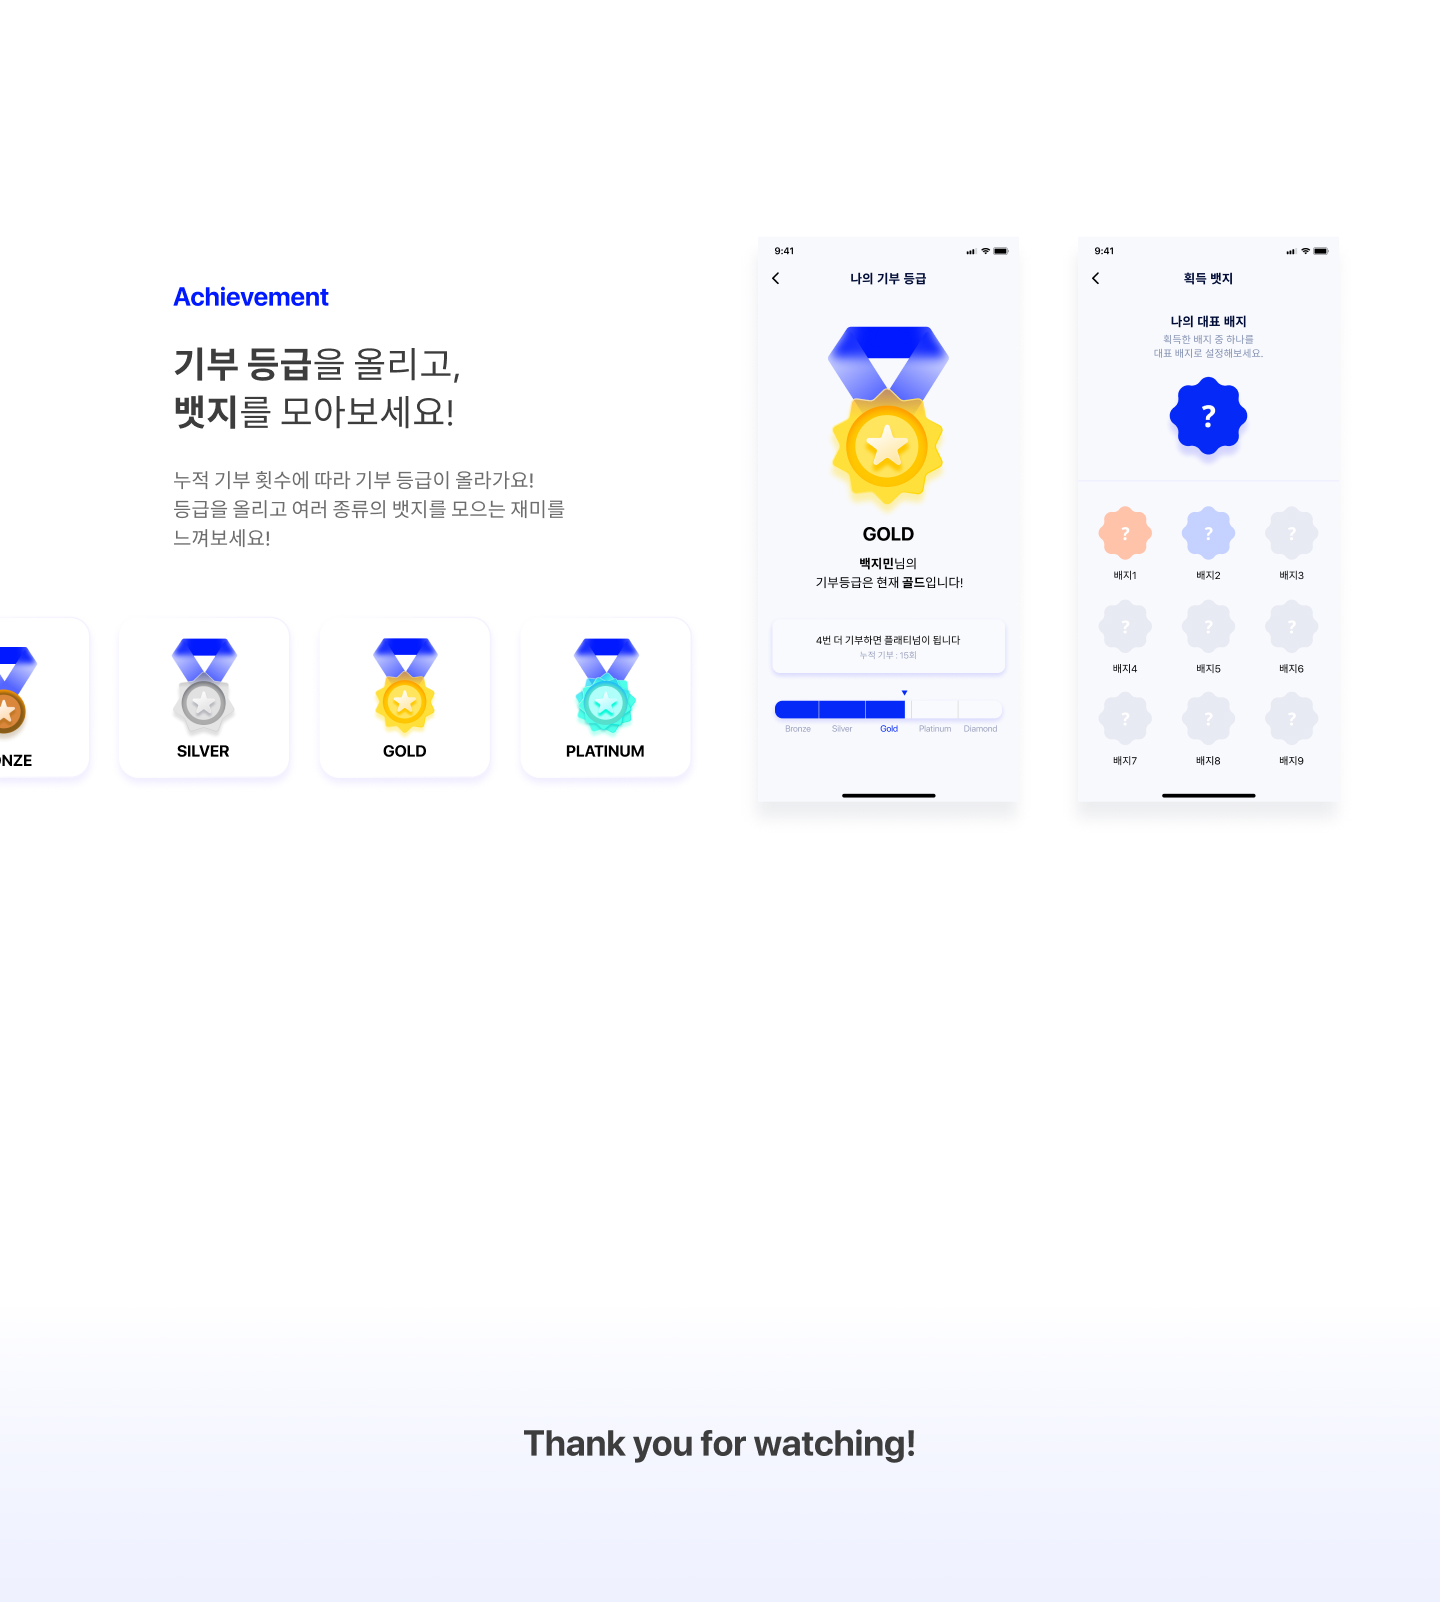 Achievement
기부 등급을 올리고,
뱃지를 모아보세요!
누적 기부 횟수에 따라 기부 등급이 올라가요!
등급을 올리고 여러 종류의 뱃지를 모으는 재미를
느껴보세요!
NZE
SILVER
GOLD
PLATINUM
9:41
나의 기부 등급
GOLD
백지민님의
기부등급은 현재 골드입니다!
4번 더 기부하면 플래티넘이 됩니다
누적 기부 : 15회
Bronze Silver Gold Platinum Diamond
9:41
획득 뱃지
나의 대표 배지
획득한 배지 중 하나를
대표 배지로 설정해보세요.
?
? ? ?
배지1 배지2 배지3
? ? ?
배지4 배지5 배지6
? ? ?
배지7 배지8 배지9
Thank you for watching!